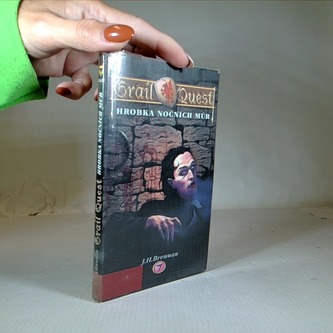 Grail Quest
HROBKA NOČNÍCH MŮR
J.H.Brennan
7
Grail Quest HROBKA NOČNÍCH MŮR